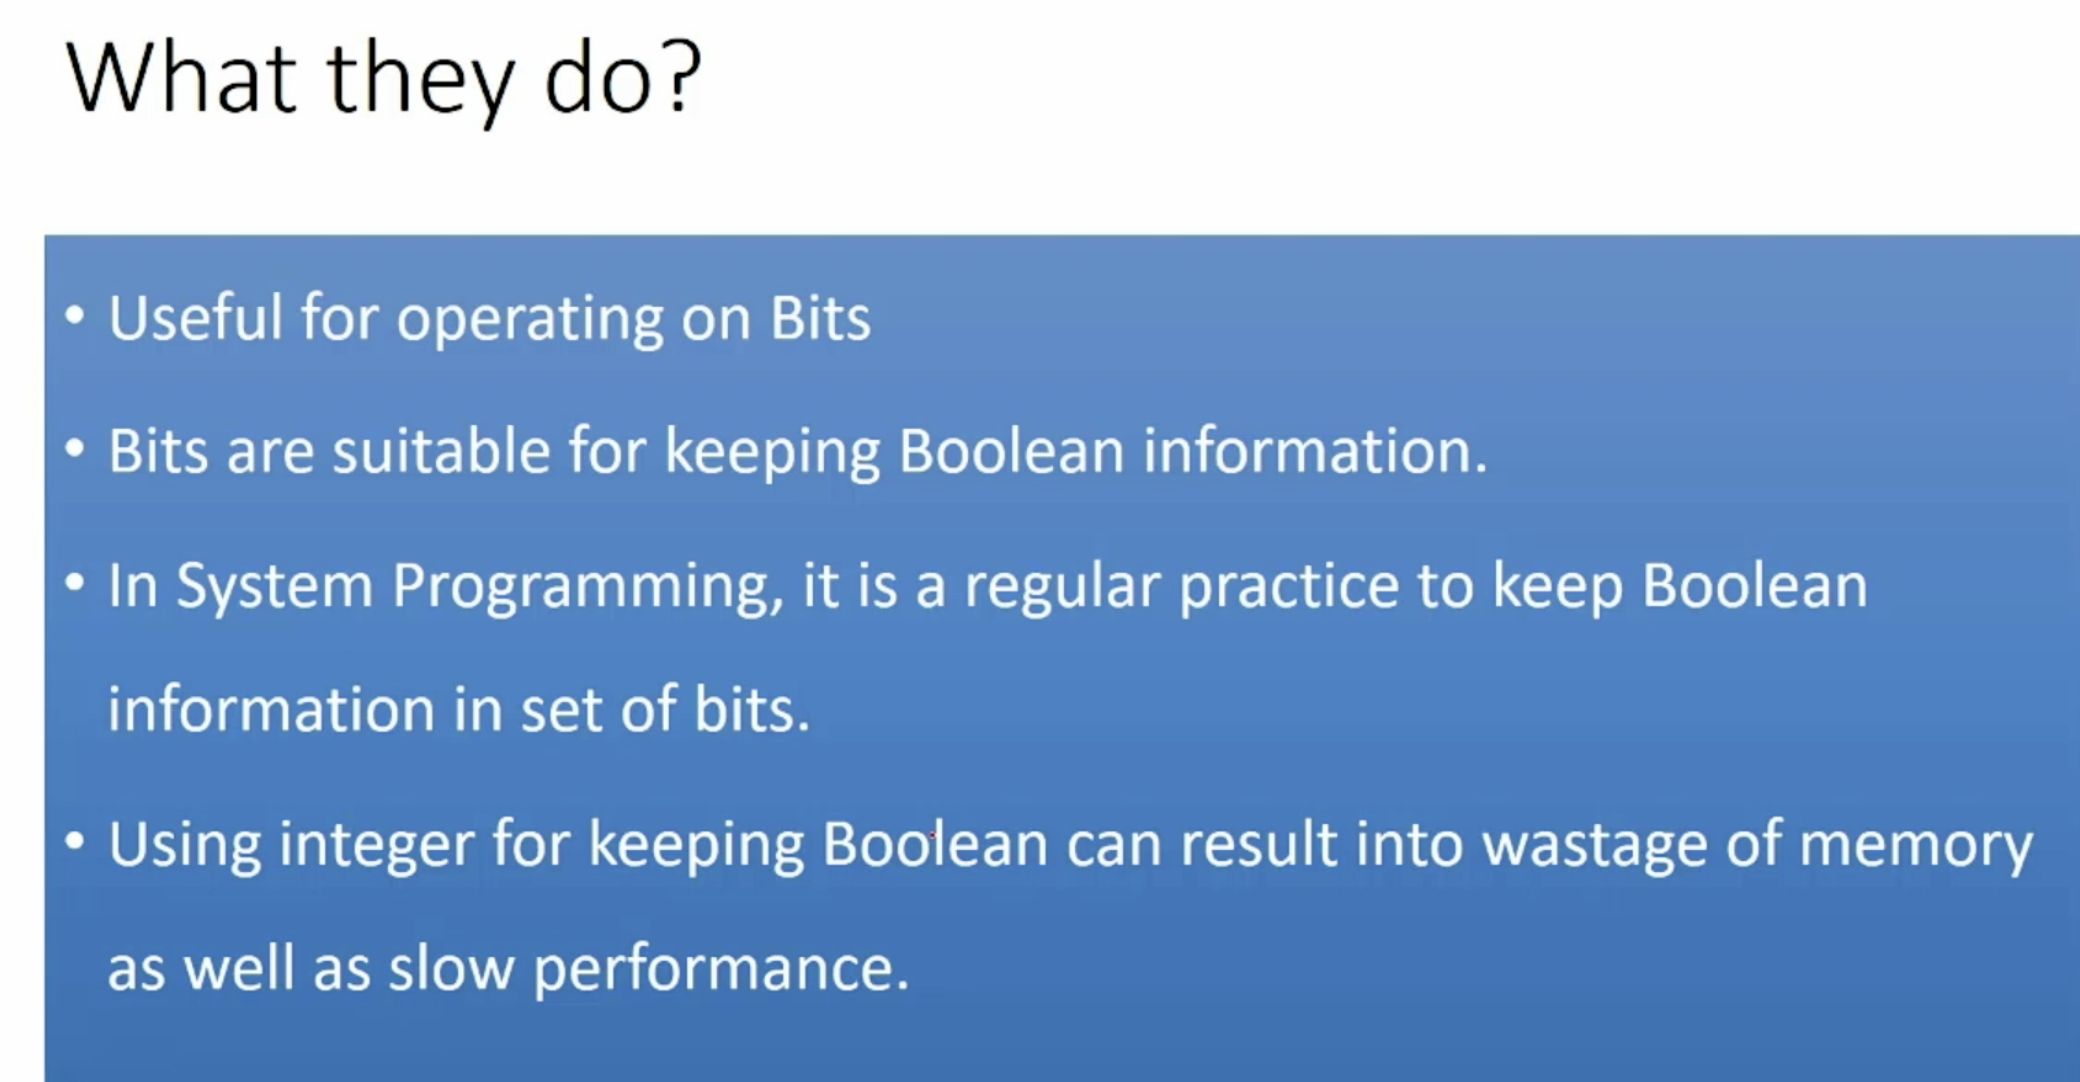 What they do?
• Useful for operating on Bits
• Bits are suitable for keeping Boolean information.
• In System Programming, it is a regular practice to keep Boolean
information in set of bits.
• Using integer for keeping Boolean can result into wastage of memory
as well as slow performance.